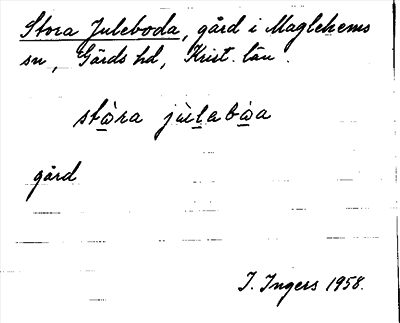 Stora Juleboda, gård i Maglehems
sn, Gärds hd, Krist. län.
stòra jùlabòa
gård
I. Ingers 1958.